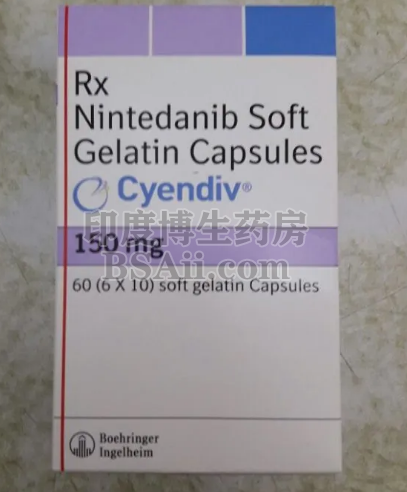 Rx
Nintedanib Soft
Gelatin Capsules
Cyendiv®
印度博生药房
150 mg
BSAii.com
60 (6 X 10) soft gelatin Capsules
Boehringer
Ingelheim